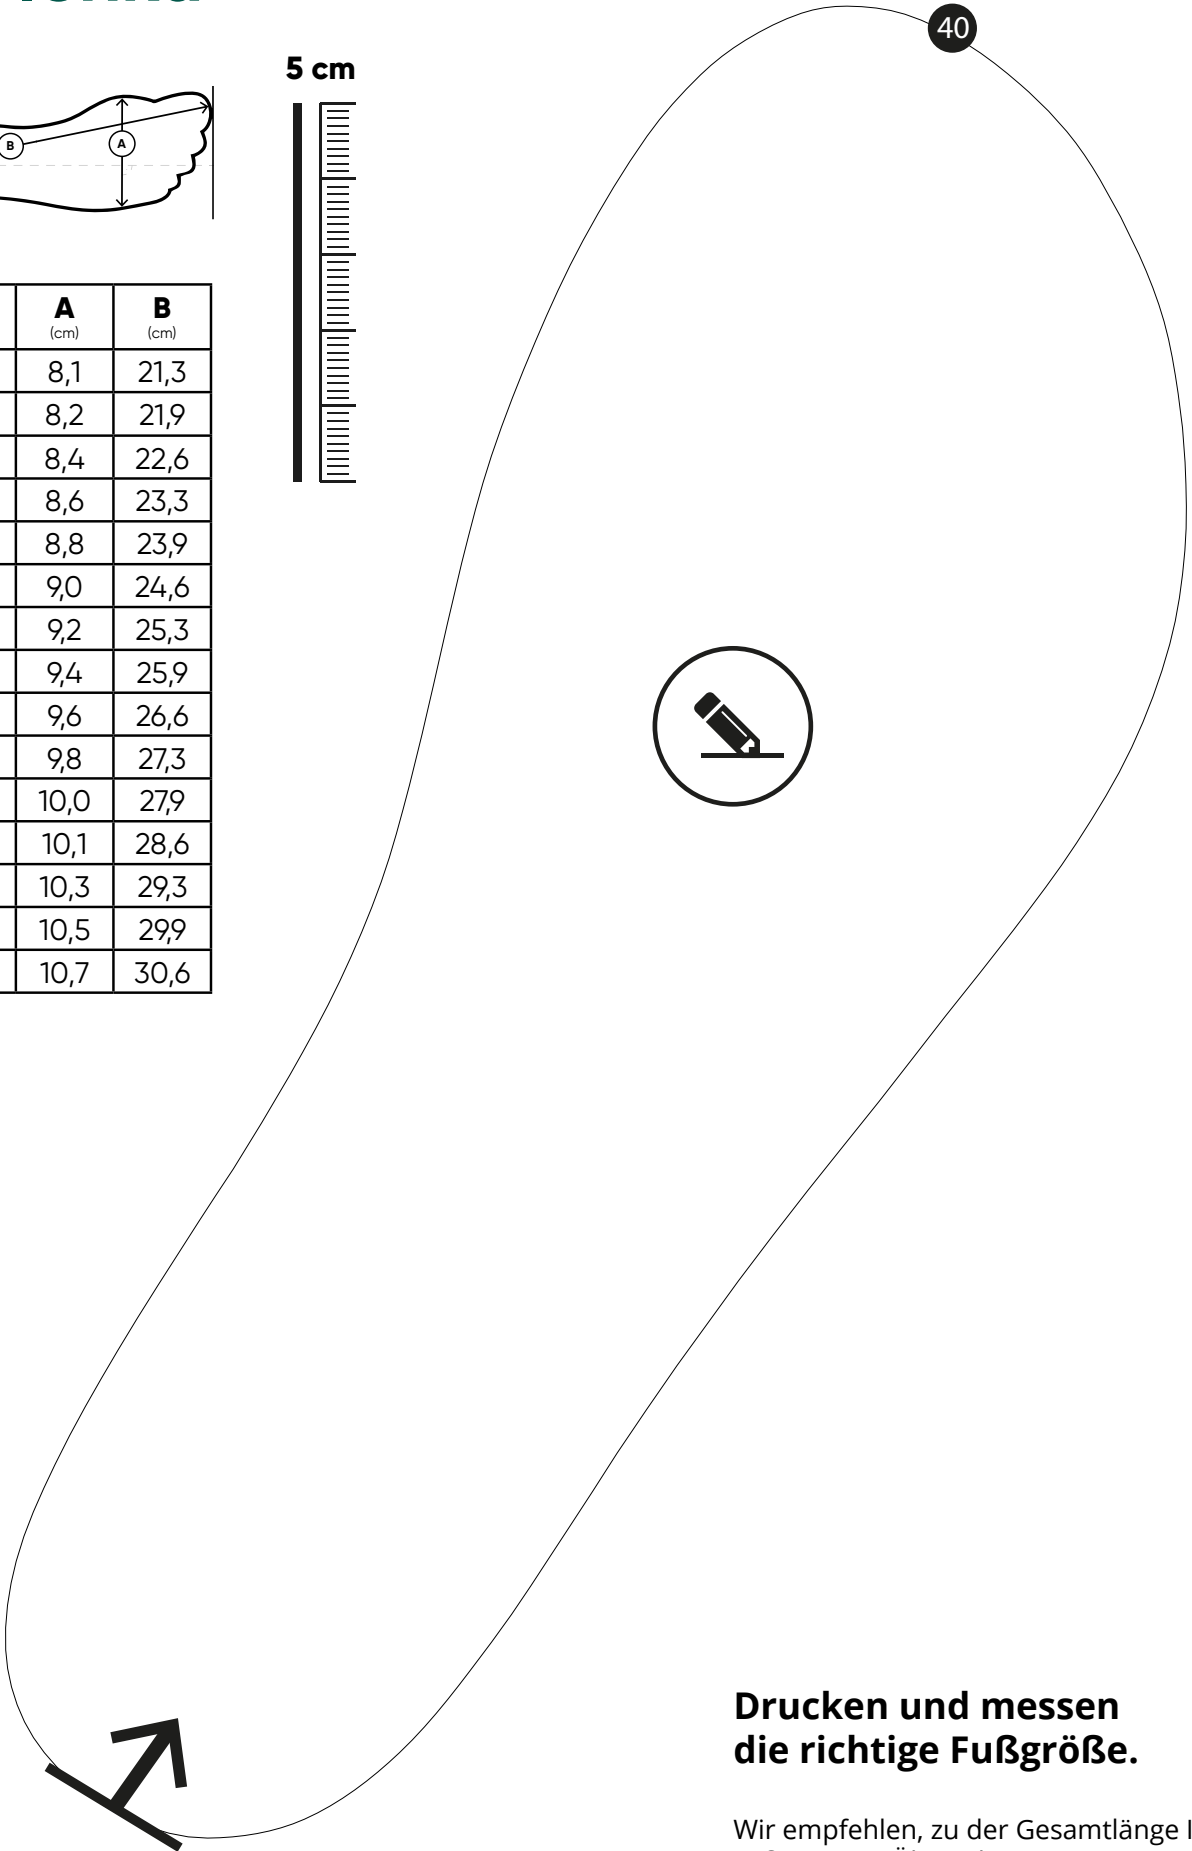 40
5 cm
B
A
A B
(cm) (cm)
8,1 21,3
8,2 21,9
8,4 22,6
8,6 23,3
8,8 23,9
9,0 24,6
9,2 25,3
9,4 25,9
9,6 26,6
9,8 27,3
10,0 27,9
10,1 28,6
10,3 29,3
10,5 29,9
10,7 30,6
Drucken und messen
die richtige Fußgröße.
Wir empfehlen, zu der Gesamtlänge